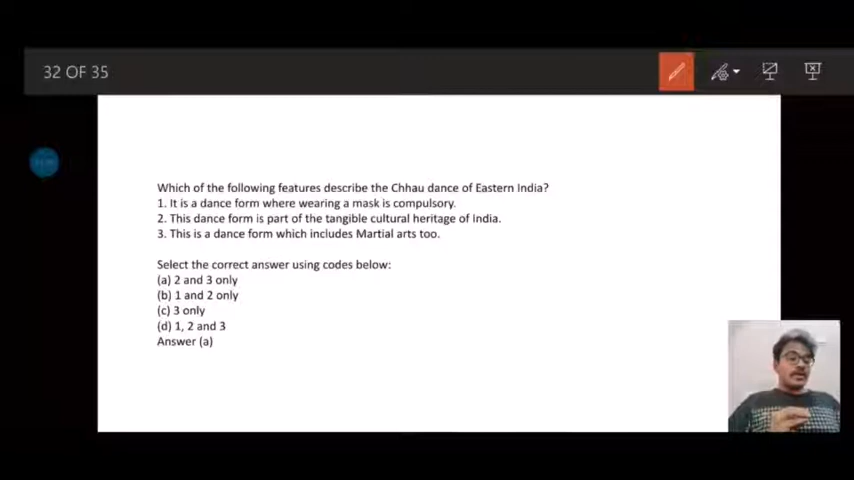 32 OF 35
Which of the following features describe the Chhau dance of Eastern India?
1. It is a dance form where wearing a mask is compulsory.
2. This dance form is part of the tangible cultural heritage of India.
3. This is a dance form which includes Martial arts too.
Select the correct answer using codes below:
(a) 2 and 3 only
(b) 1 and 2 only
(c) 3 only
(d) 1, 2 and 3
Answer (a)